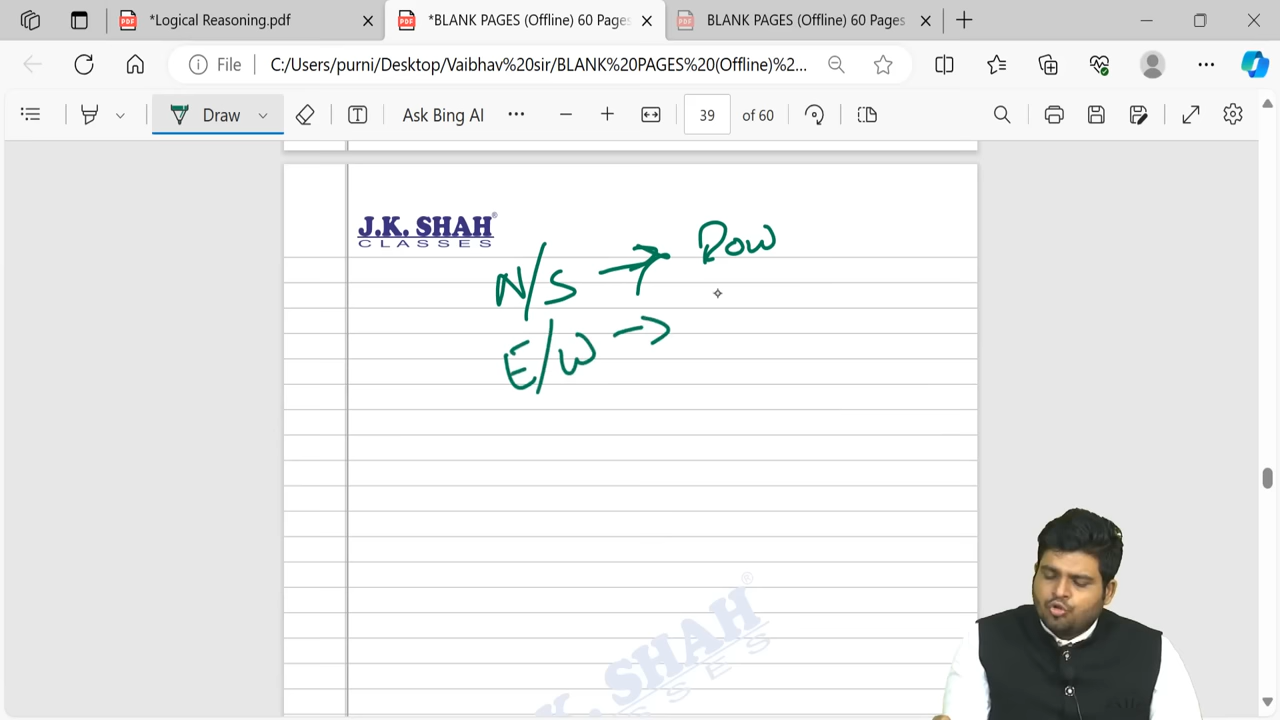 *Logical Reasoning.pdf
*BLANK PAGES (Offline) 60 Pages
BLANK PAGES (Offline) 60 Pages
File
C:/Users/purni/Desktop/Vaibhav%20sir/BLANK%20PAGES%20(Offline)%2...
Draw
Ask Bing AI
39 of 60
J.K. SHAH®
CLASSES
N/S → Row
E/W →
J.K. SHAH®